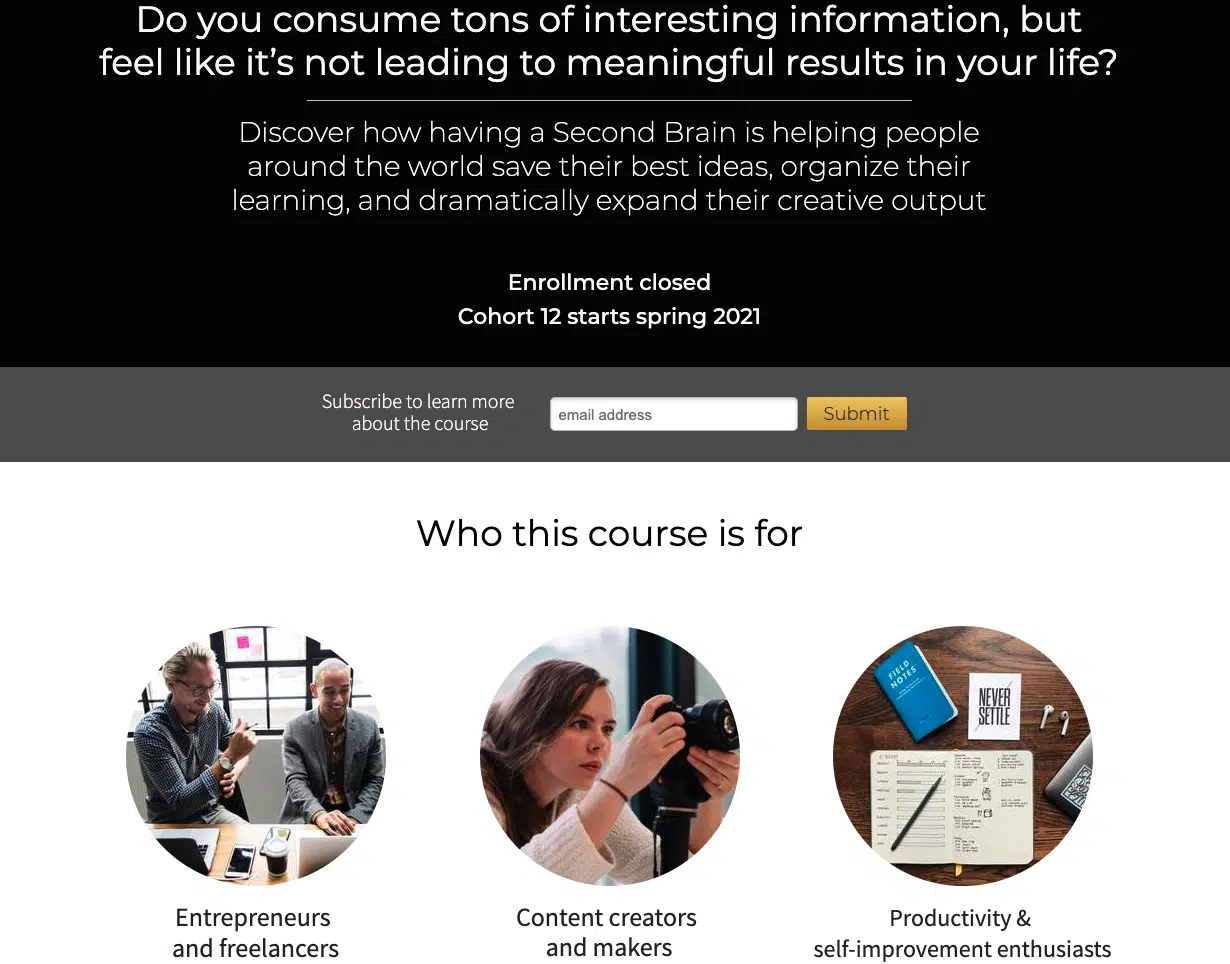 Do you consume tons of interesting information, but
feel like it’s not leading to meaningful results in your life?
Discover how having a Second Brain is helping people
around the world save their best ideas, organize their
learning, and dramatically expand their creative output
Enrollment closed
Cohort 12 starts spring 2021
Subscribe to learn more
about the course
email address
Submit
Who this course is for
FIELD
NOTES
NEVER
SETTLE
Entrepreneurs
and freelancers
Content creators
and makers
Productivity &
self-improvement enthusiasts